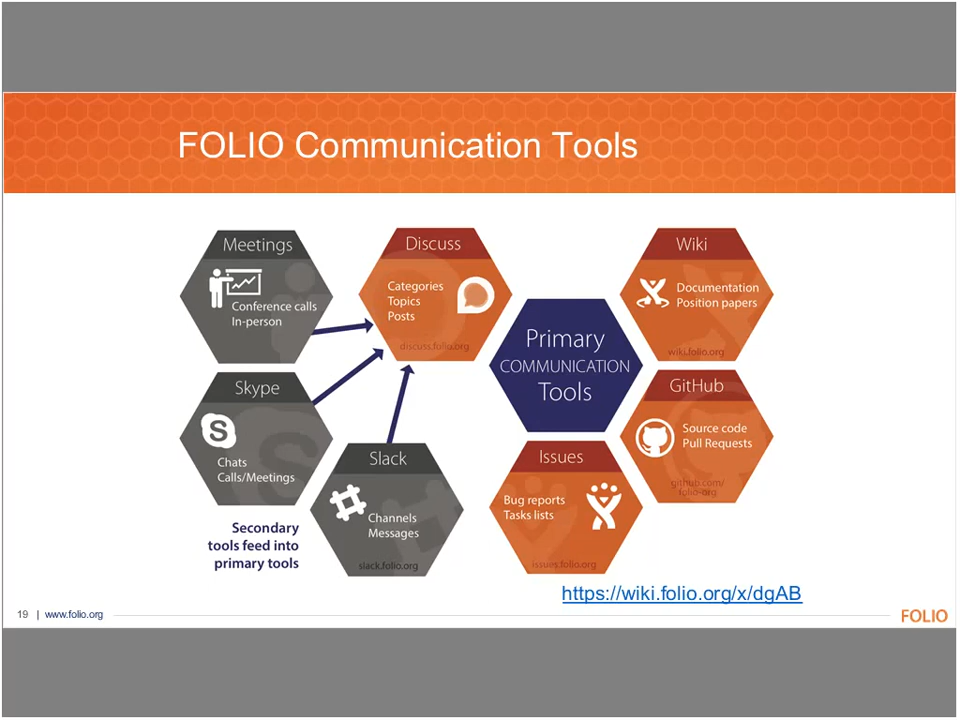 FOLIO Communication Tools
Meetings
Conference calls
In-person
Discuss
Categories
Topics
Posts
discuss.folio.org
Wiki
Documentation
Position papers
wiki.folio.org
Primary
COMMUNICATION
Tools
Skype
Chats
Calls/Meetings
GitHub
Source code
Pull Requests
github.com/
folio-org
Slack
Channels
Messages
slack.folio.org
Issues
Bug reports
Tasks lists
issues.folio.org
Secondary
tools feed into
primary tools
https://wiki.folio.org/x/dgAB
19 | www.folio.org
FOLIO